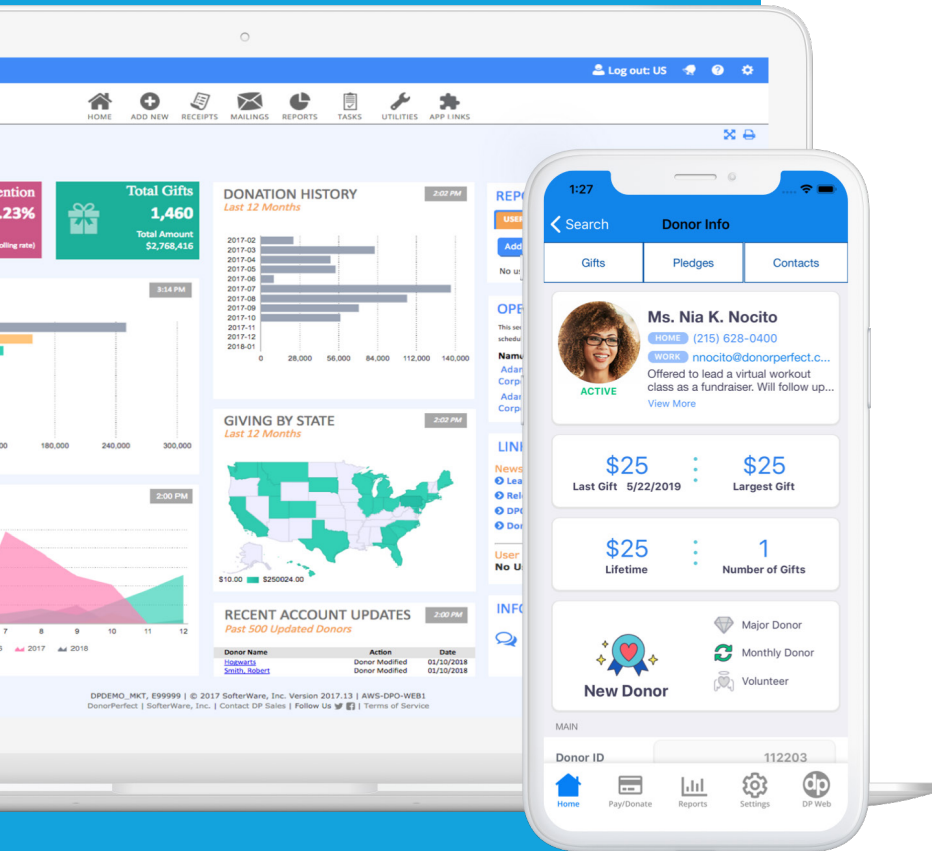 Log out: US
HOME ADD NEW RECEIPTS MAILINGS REPORTS TASKS UTILITIES APP LINKS
.23%
Total Gifts
1,460
Total Amount
$2,768,416
3:14 PM
180,000 240,000 300,000
2:00 PM
7 8 9 10 11 12
2017 2018
DONATION HISTORY 2:02 PM
Last 12 Months
2017-02
2017-03
2017-04
2017-05
2017-06
2017-07
2017-08
2017-09
2017-10
2017-11
2017-12
2018-01
0 28,000 56,000 84,000 112,000 140,000
GIVING BY STATE 2:02 PM
Last 12 Months
$10.00 $250024.00
RECENT ACCOUNT UPDATES 2:00 PM
Past 500 Updated Donors
Donor Name Action Date
Hogwarts Donor Modified 01/10/2018
Smith, Robert Donor Modified 01/10/2018
DPDEMO_MKT, E99999 | © 2017 SofterWare, Inc. Version 2017.13 | AWS-DPO-WEB1
DonorPerfect | SofterWare, Inc. | Contact DP Sales | Follow Us | Terms of Service
Add
User
1:27
Search Donor Info
Gifts Pledges Contacts
Ms. Nia K. Nocito
HOME (215) 628-0400
WORK nnocito@donorperfect.c...
Offered to lead a virtual workout
class as a fundraiser. Will follow up...
View More
ACTIVE
$25 : $25
Last Gift 5/22/2019 Largest Gift
$25 : 1
Lifetime Number of Gifts
New Donor
Major Donor
Monthly Donor
Volunteer
MAIN
Donor ID 112203
Home Pay/Donate Reports Settings DP Web
dp